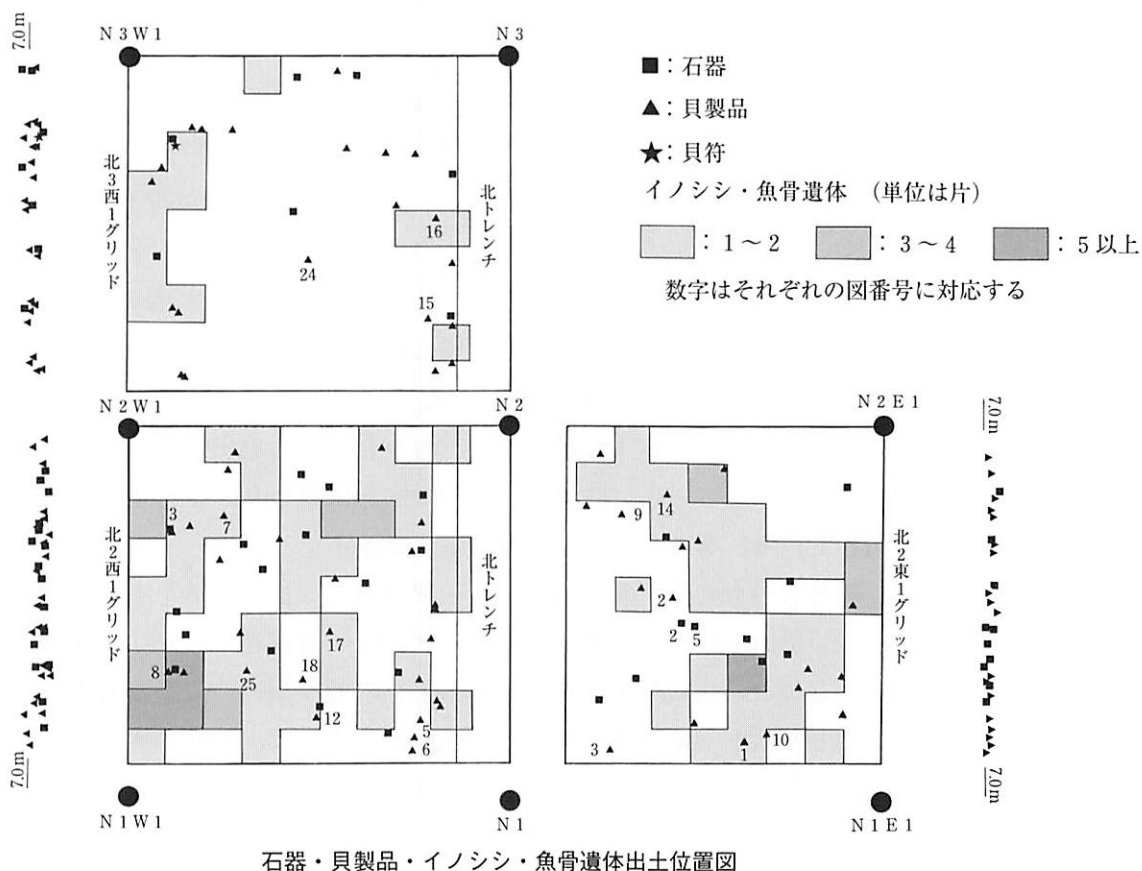 7.0m
N3W1
N3
北3西1グリッド
北トレンチ
16
24
15
■:石器
▲:貝製品
★:貝符
イノシシ・魚骨遺体 (単位は片)
:1~2 :3~4 :5以上
数字はそれぞれの図番号に対応する
N2W1
N2
北2西1グリッド
北トレンチ
3
7
17
8
25
18
12
5
6
7.0m
N1W1
N1
N2E1
7.0m
14
9
北2東1グリッド
2
2
5
10
3
1
7.0m
N1E1
石器・貝製品・イノシシ・魚骨遺体出土位置図